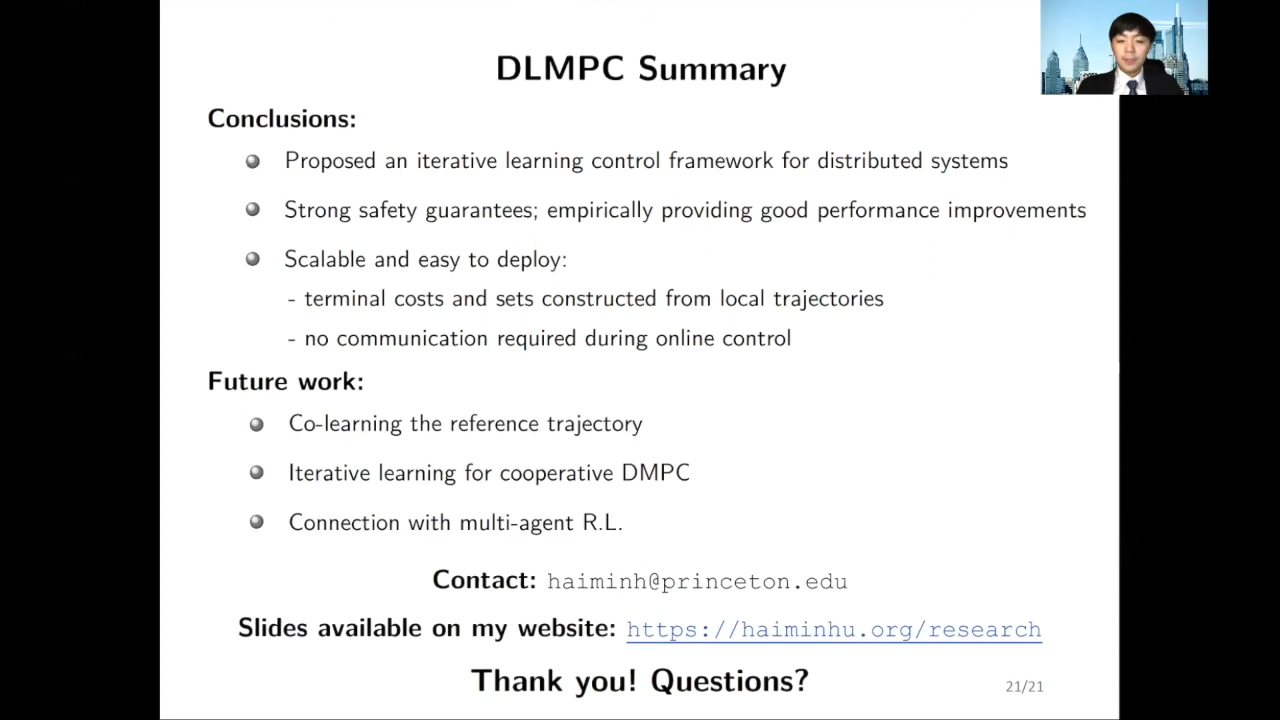 DLMPC Summary
Conclusions:
Proposed an iterative learning control framework for distributed systems
Strong safety guarantees; empirically providing good performance improvements
Scalable and easy to deploy:
- terminal costs and sets constructed from local trajectories
- no communication required during online control
Future work:
Co-learning the reference trajectory
Iterative learning for cooperative DMPC
Connection with multi-agent R.L.
Contact: haiminh@princeton.edu
Slides available on my website: https://haiminhu.org/research
Thank you! Questions?
21/21